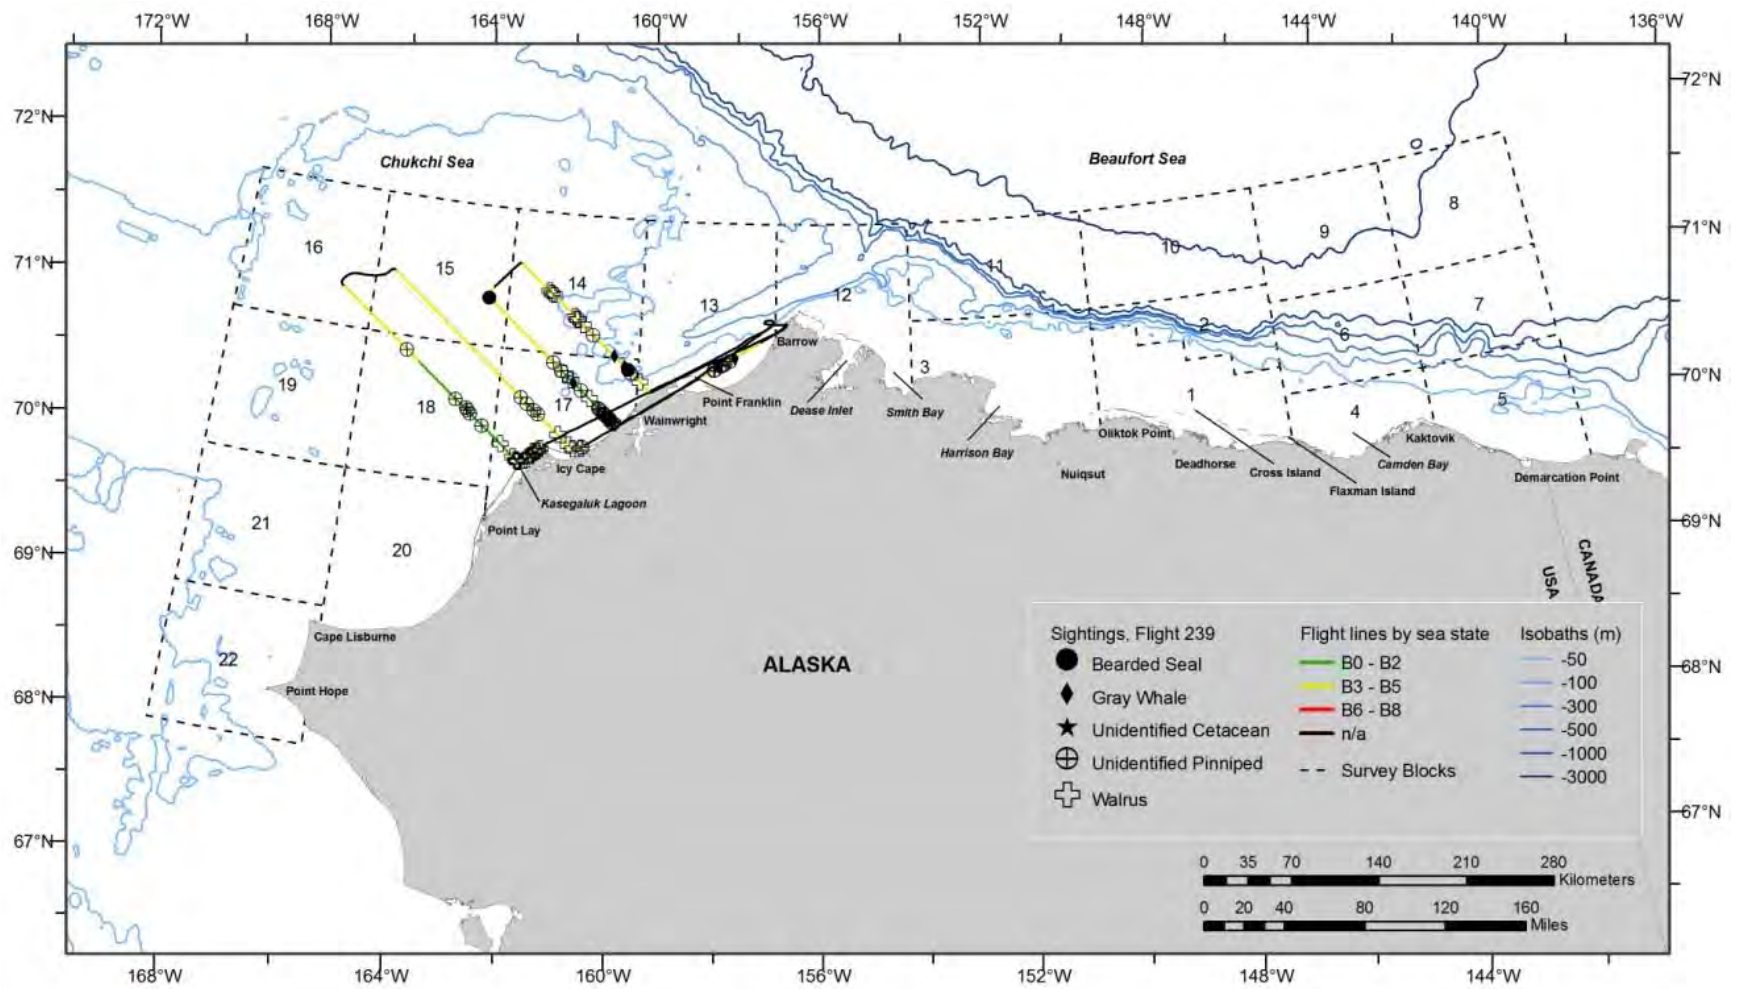 172°W 168°W 164°W 160°W 156°W 152°W 148°W 144°W 140°W 136°W
72°N 72°N
Chukchi Sea Beaufort Sea
8
71°N 16 15 14 9 71°N
10
11
13 12 7
2 6
Barrow
19 18 17 3 70°N
70°N Point Franklin Dease Inlet Smith Bay 1 4 5
Wainwright
Harrison Bay Oliktok Point Kaktovik
Icy Cape Nuiqsut Deadhorse Cross Island Camden Bay
Kasegaluk Lagoon Flaxman Island Demarcation Point
21 20 Point Lay 69°N
69°N
USA CANADA
Cape Lisburne
22 ALASKA 68°N
68°N Point Hope
67°N
67°N
Sightings, Flight 239
Bearded Seal
Gray Whale
Unidentified Cetacean
Unidentified Pinniped
Walrus
Flight lines by sea state
B0 - B2
B3 - B5
B6 - B8
n/a
Survey Blocks
Isobaths (m)
-50
-100
-300
-500
-1000
-3000
0 35 70 140 210 280
Kilometers
0 20 40 80 120 160
Miles
168°W 164°W 160°W 156°W 152°W 148°W 144°W